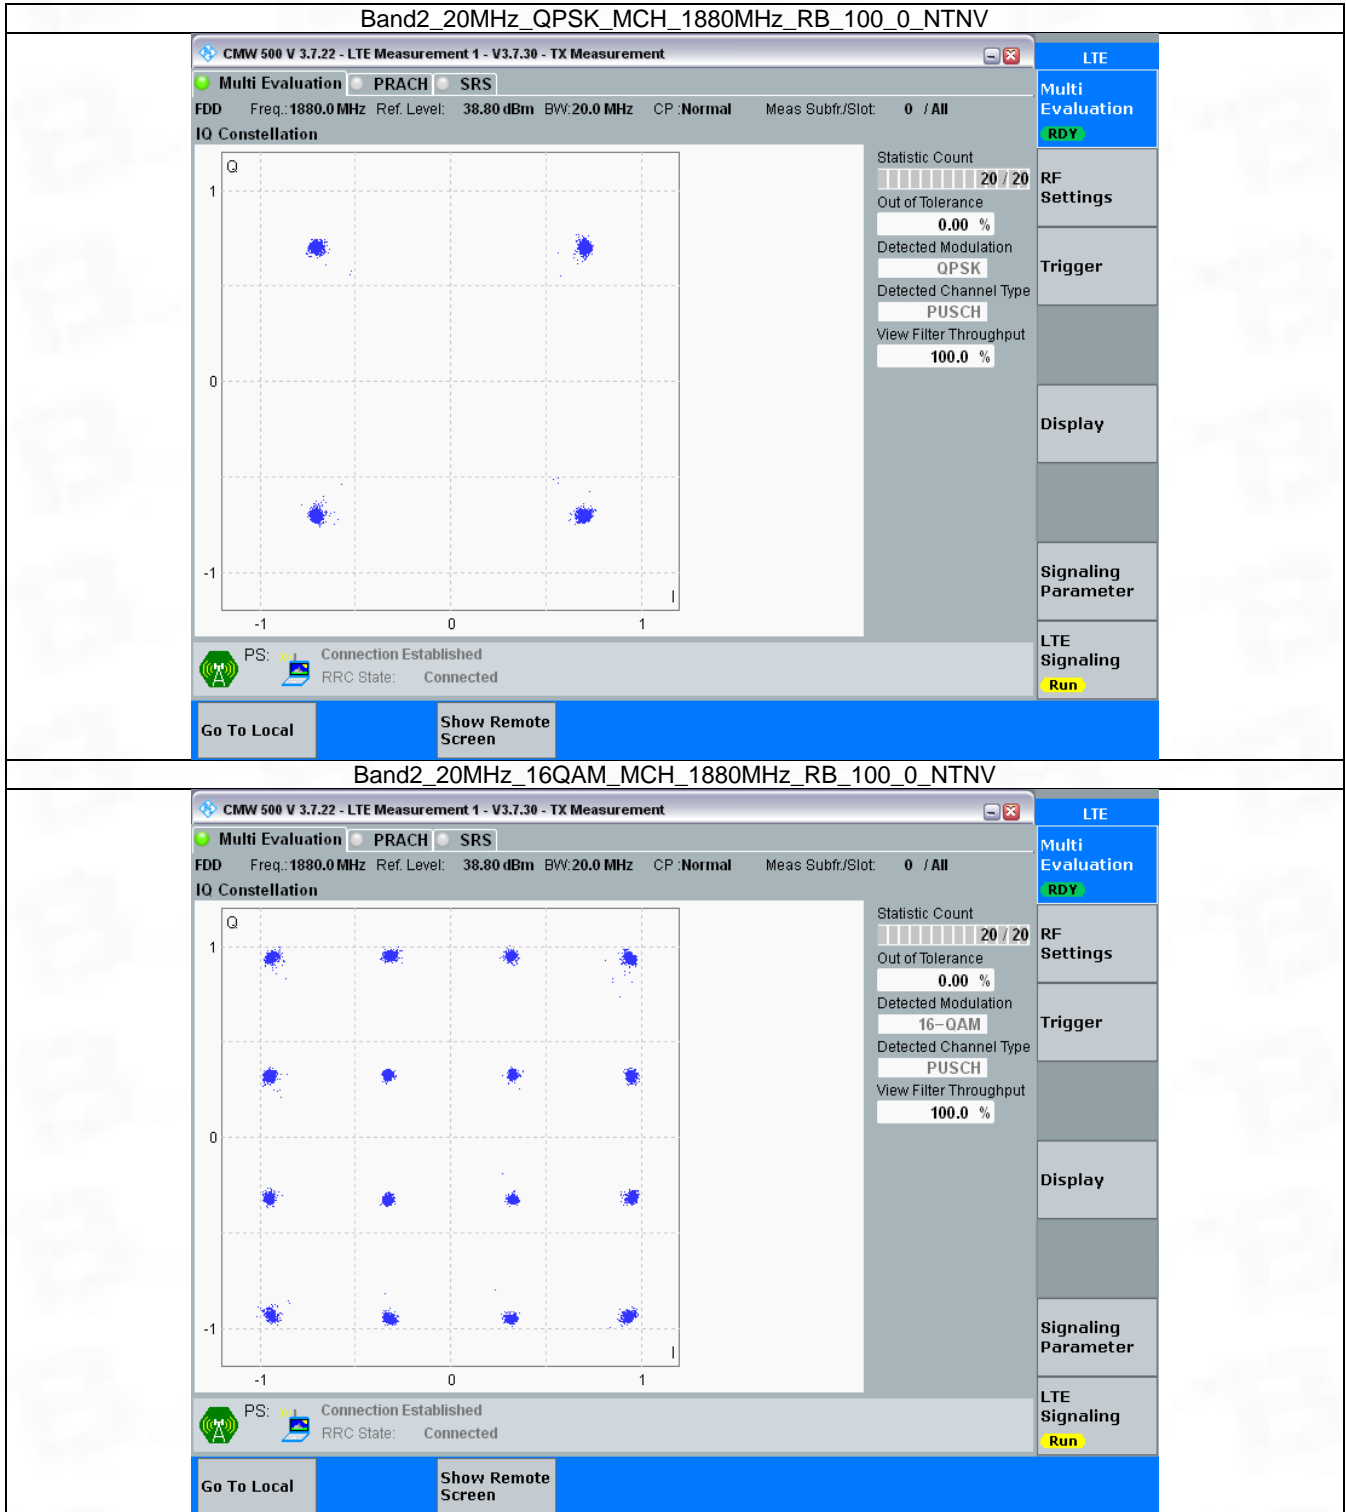 Band2_20MHz_QPSK_MCH_1880MHz_RB_100_0_NTNV
CMW 500 V 3.7.22 - LTE Measurement 1 - V3.7.30 - TX Measurement
LTE
Multi Evaluation PRACH SRS
Multi
Evaluation
RDY
FDD Freq.: 1880.0 MHz Ref. Level: 38.80 dBm BW: 20.0 MHz CP : Normal Meas Subfr./Slot: 0 / All
IQ Constellation
Q
1
0
-1
-1 0 1
I
Statistic Count
20 / 20
Out of Tolerance
0.00 %
Detected Modulation
QPSK
Detected Channel Type
PUSCH
View Filter Throughput
100.0 %
RF
Settings
Trigger
Display
Signaling
Parameter
LTE
Signaling
Run
PS: Connection Established
RRC State: Connected
Go To Local
Show Remote
Screen
Band2_20MHz_16QAM_MCH_1880MHz_RB_100_0_NTNV
CMW 500 V 3.7.22 - LTE Measurement 1 - V3.7.30 - TX Measurement
LTE
Multi Evaluation PRACH SRS
Multi
Evaluation
RDY
FDD Freq.: 1880.0 MHz Ref. Level: 38.80 dBm BW: 20.0 MHz CP : Normal Meas Subfr./Slot: 0 / All
IQ Constellation
Q
1
0
-1
-1 0 1
I
Statistic Count
20 / 20
Out of Tolerance
0.00 %
Detected Modulation
16-QAM
Detected Channel Type
PUSCH
View Filter Throughput
100.0 %
RF
Settings
Trigger
Display
Signaling
Parameter
LTE
Signaling
Run
PS: Connection Established
RRC State: Connected
Go To Local
Show Remote
Screen